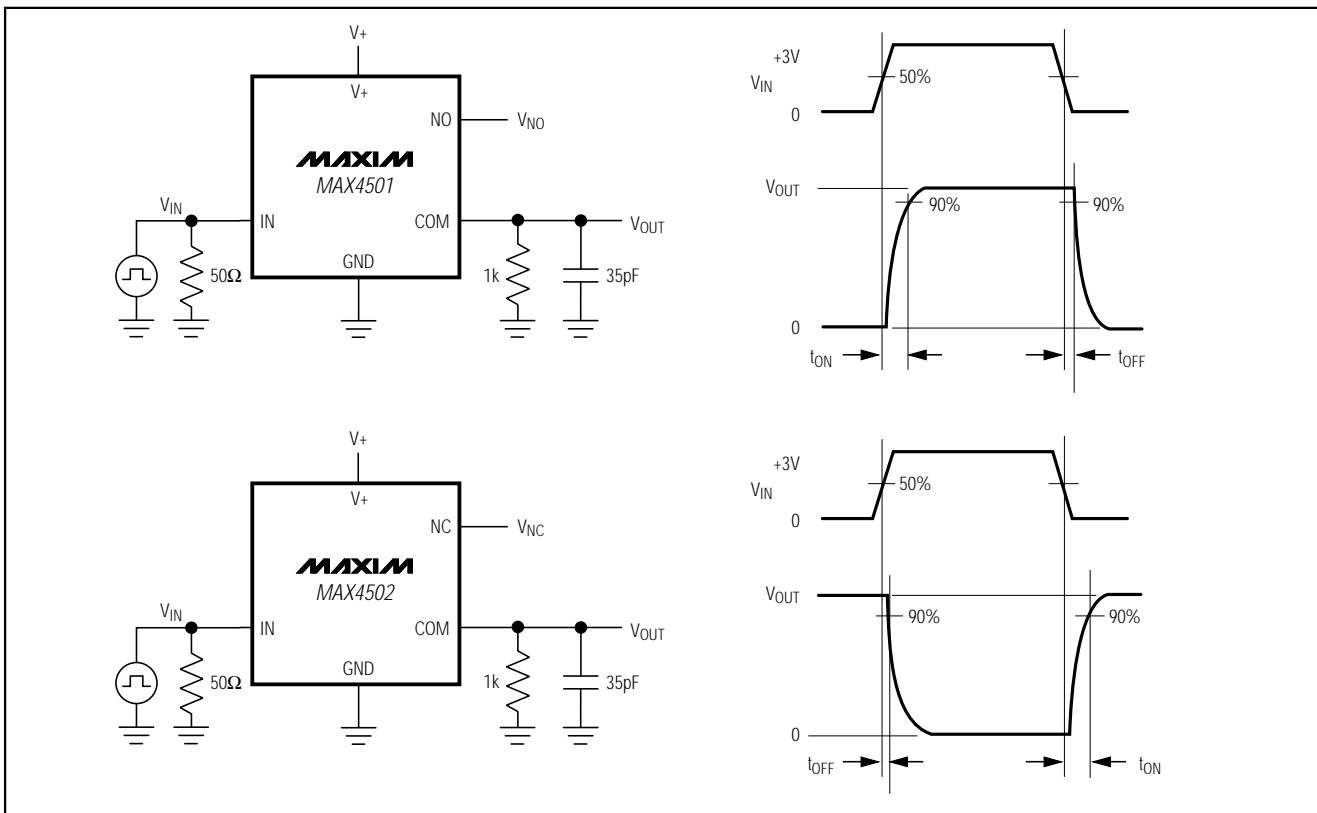 V+
V+
NO
VNO
MAXIM
MAX4501
VIN
IN
COM
VOUT
GND
50Ω
1k
35pF
+3V
VIN
50%
0
VOUT
90%
90%
0
tON
tOFF
V+
V+
NC
VNC
MAXIM
MAX4502
VIN
IN
COM
VOUT
GND
50Ω
1k
35pF
+3V
VIN
50%
0
VOUT
90%
90%
0
tOFF
tON